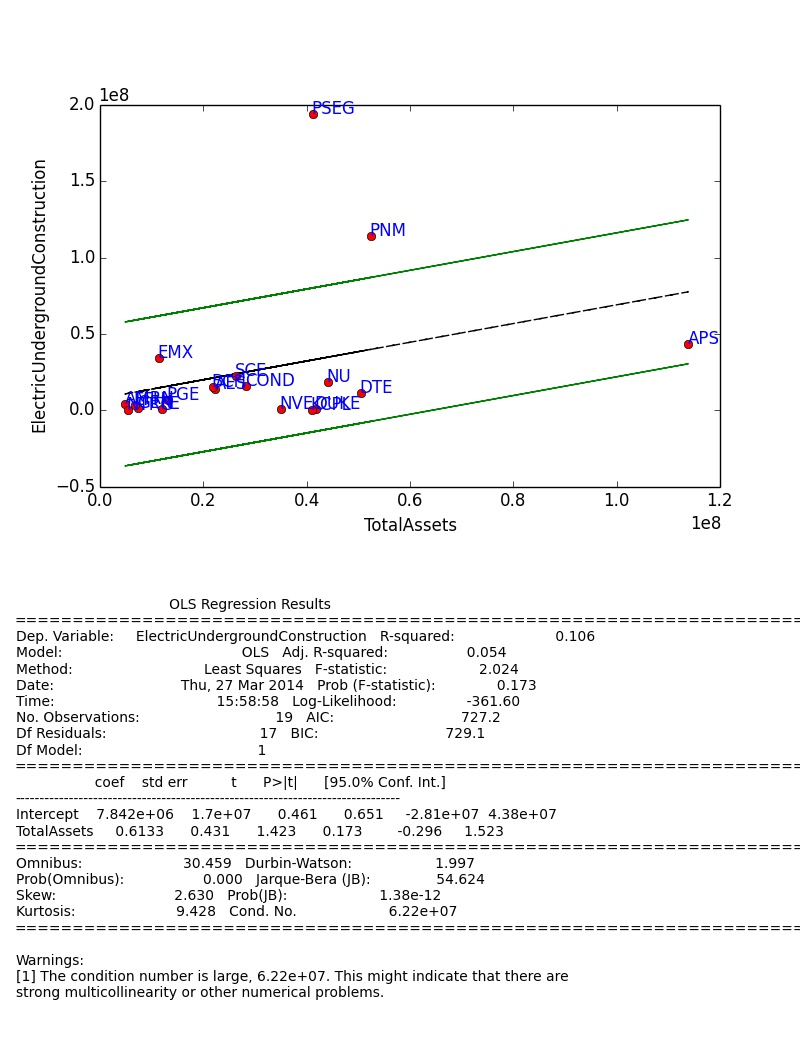 1e8
2.0
1.5
1.0
0.5
0.0
−0.5
ElectricUndergroundConstruction
PSEG
PNM
APS
EMX
SCE
COND
NU
DTE
PGE
NVE
DUKE
KCPL
0.0 0.2 0.4 0.6 0.8 1.0 1.2
1e8
TotalAssets
OLS Regression Results
==============================================================================
Dep. Variable: ElectricUndergroundConstruction R-squared: 0.106
Model: OLS Adj. R-squared: 0.054
Method: Least Squares F-statistic: 2.024
Date: Thu, 27 Mar 2014 Prob (F-statistic): 0.173
Time: 15:58:58 Log-Likelihood: -361.60
No. Observations: 19 AIC: 727.2
Df Residuals: 17 BIC: 729.1
Df Model: 1
==============================================================================
coef std err t P>|t| [95.0% Conf. Int.]
------------------------------------------------------------------------------
Intercept 7.842e+06 1.7e+07 0.461 0.651 -2.81e+07 4.38e+07
TotalAssets 0.6133 0.431 1.423 0.173 -0.296 1.523
==============================================================================
Omnibus: 30.459 Durbin-Watson: 1.997
Prob(Omnibus): 0.000 Jarque-Bera (JB): 54.624
Skew: 2.630 Prob(JB): 1.38e-12
Kurtosis: 9.428 Cond. No. 6.22e+07
==============================================================================
Warnings:
[1] The condition number is large, 6.22e+07. This might indicate that there are
strong multicollinearity or other numerical problems.